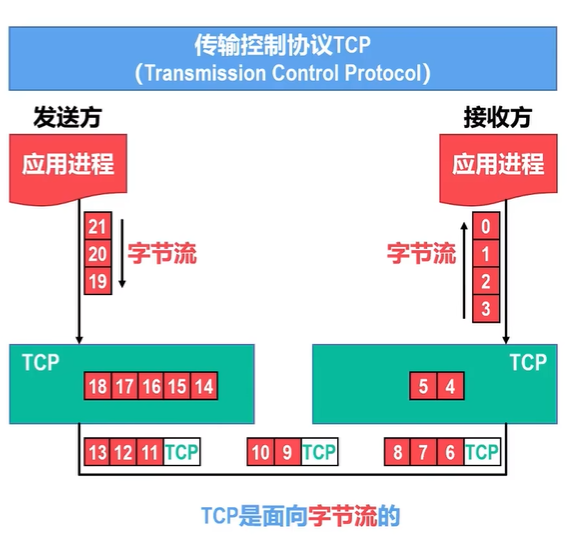 传输控制协议TCP
（Transmission Control Protocol）
发送方
接收方
应用进程
应用进程
21
20
19
字节流
字节流
0
1
2
3
TCP
18 17 16 15 14
TCP
5 4
13 12 11 TCP
10 9 TCP
8 7 6 TCP
TCP是面向字节流的